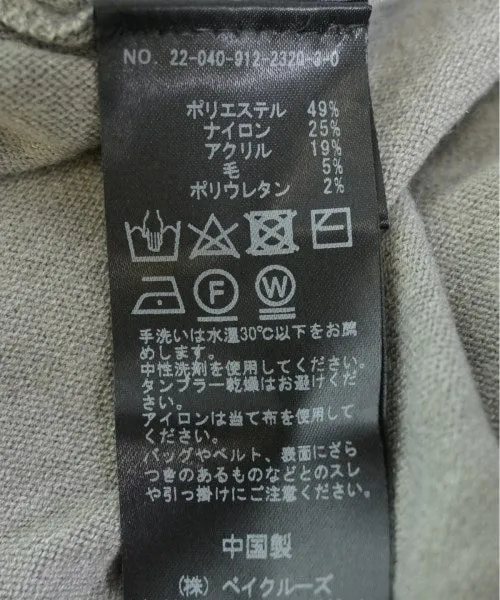 NO. 22-040-912-2320-3-0
ポリエステル 49%
ナイロン 25%
アクリル 19%
毛 5%
ポリウレタン 2%
F W
手洗いは水温30℃以下をお薦
めします。
中性洗剤を使用してください。
タンブラー乾燥はお避けくだ
さい。
アイロンは当て布を使用して
ください。
バッグやベルト、表面にざら
つきのあるものなどとのスレ
や引っ掛けにご注意ください。
中国製
(株) ベイクルーズ